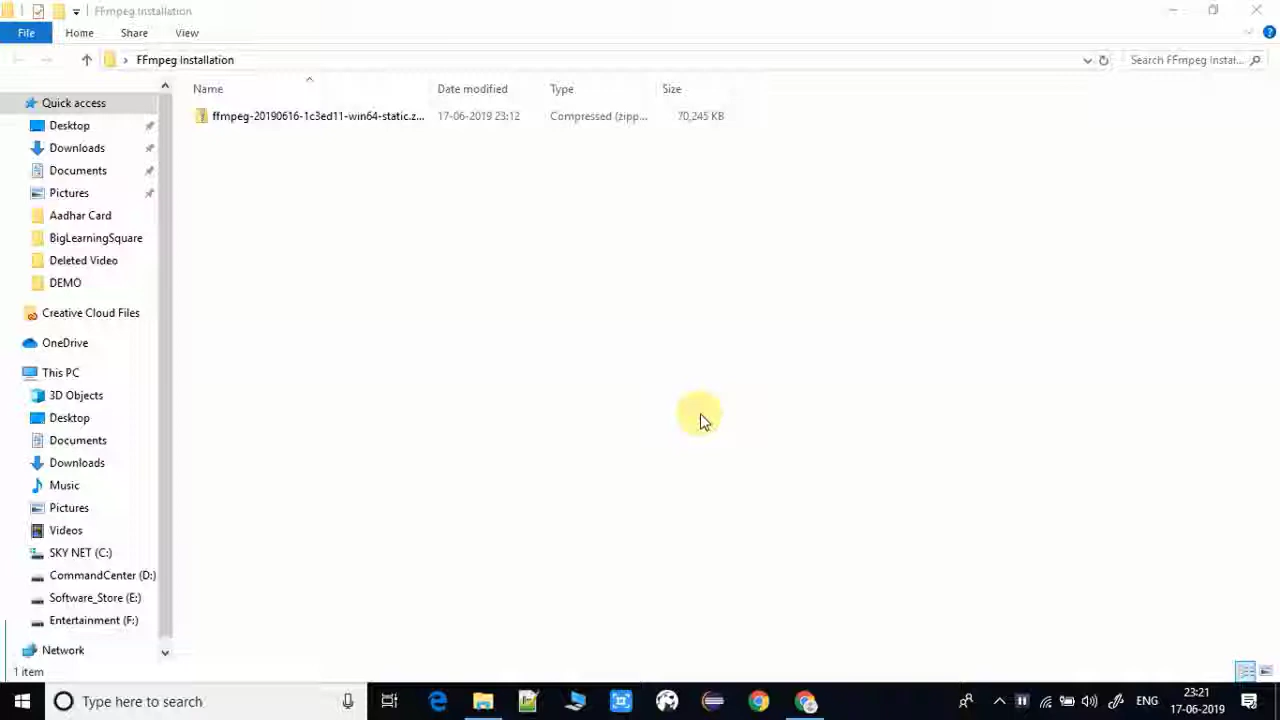 FFmpeg Installation
File
Home
Share
View
FFmpeg Installation
Search FFmpeg Instal...
Name
Date modified
Type
Size
ffmpeg-20190616-1c3ed11-win64-static.z...
17-06-2019 23:12
Compressed (zipp...
70,245 KB
Quick access
Desktop
Downloads
Documents
Pictures
Aadhar Card
BigLearningSquare
Deleted Video
DEMO
Creative Cloud Files
OneDrive
This PC
3D Objects
Desktop
Documents
Downloads
Music
Pictures
Videos
SKY NET (C:)
CommandCenter (D:)
Software_Store (E:)
Entertainment (F:)
Network
1 item
Type here to search
ENG
23:21
17-06-2019